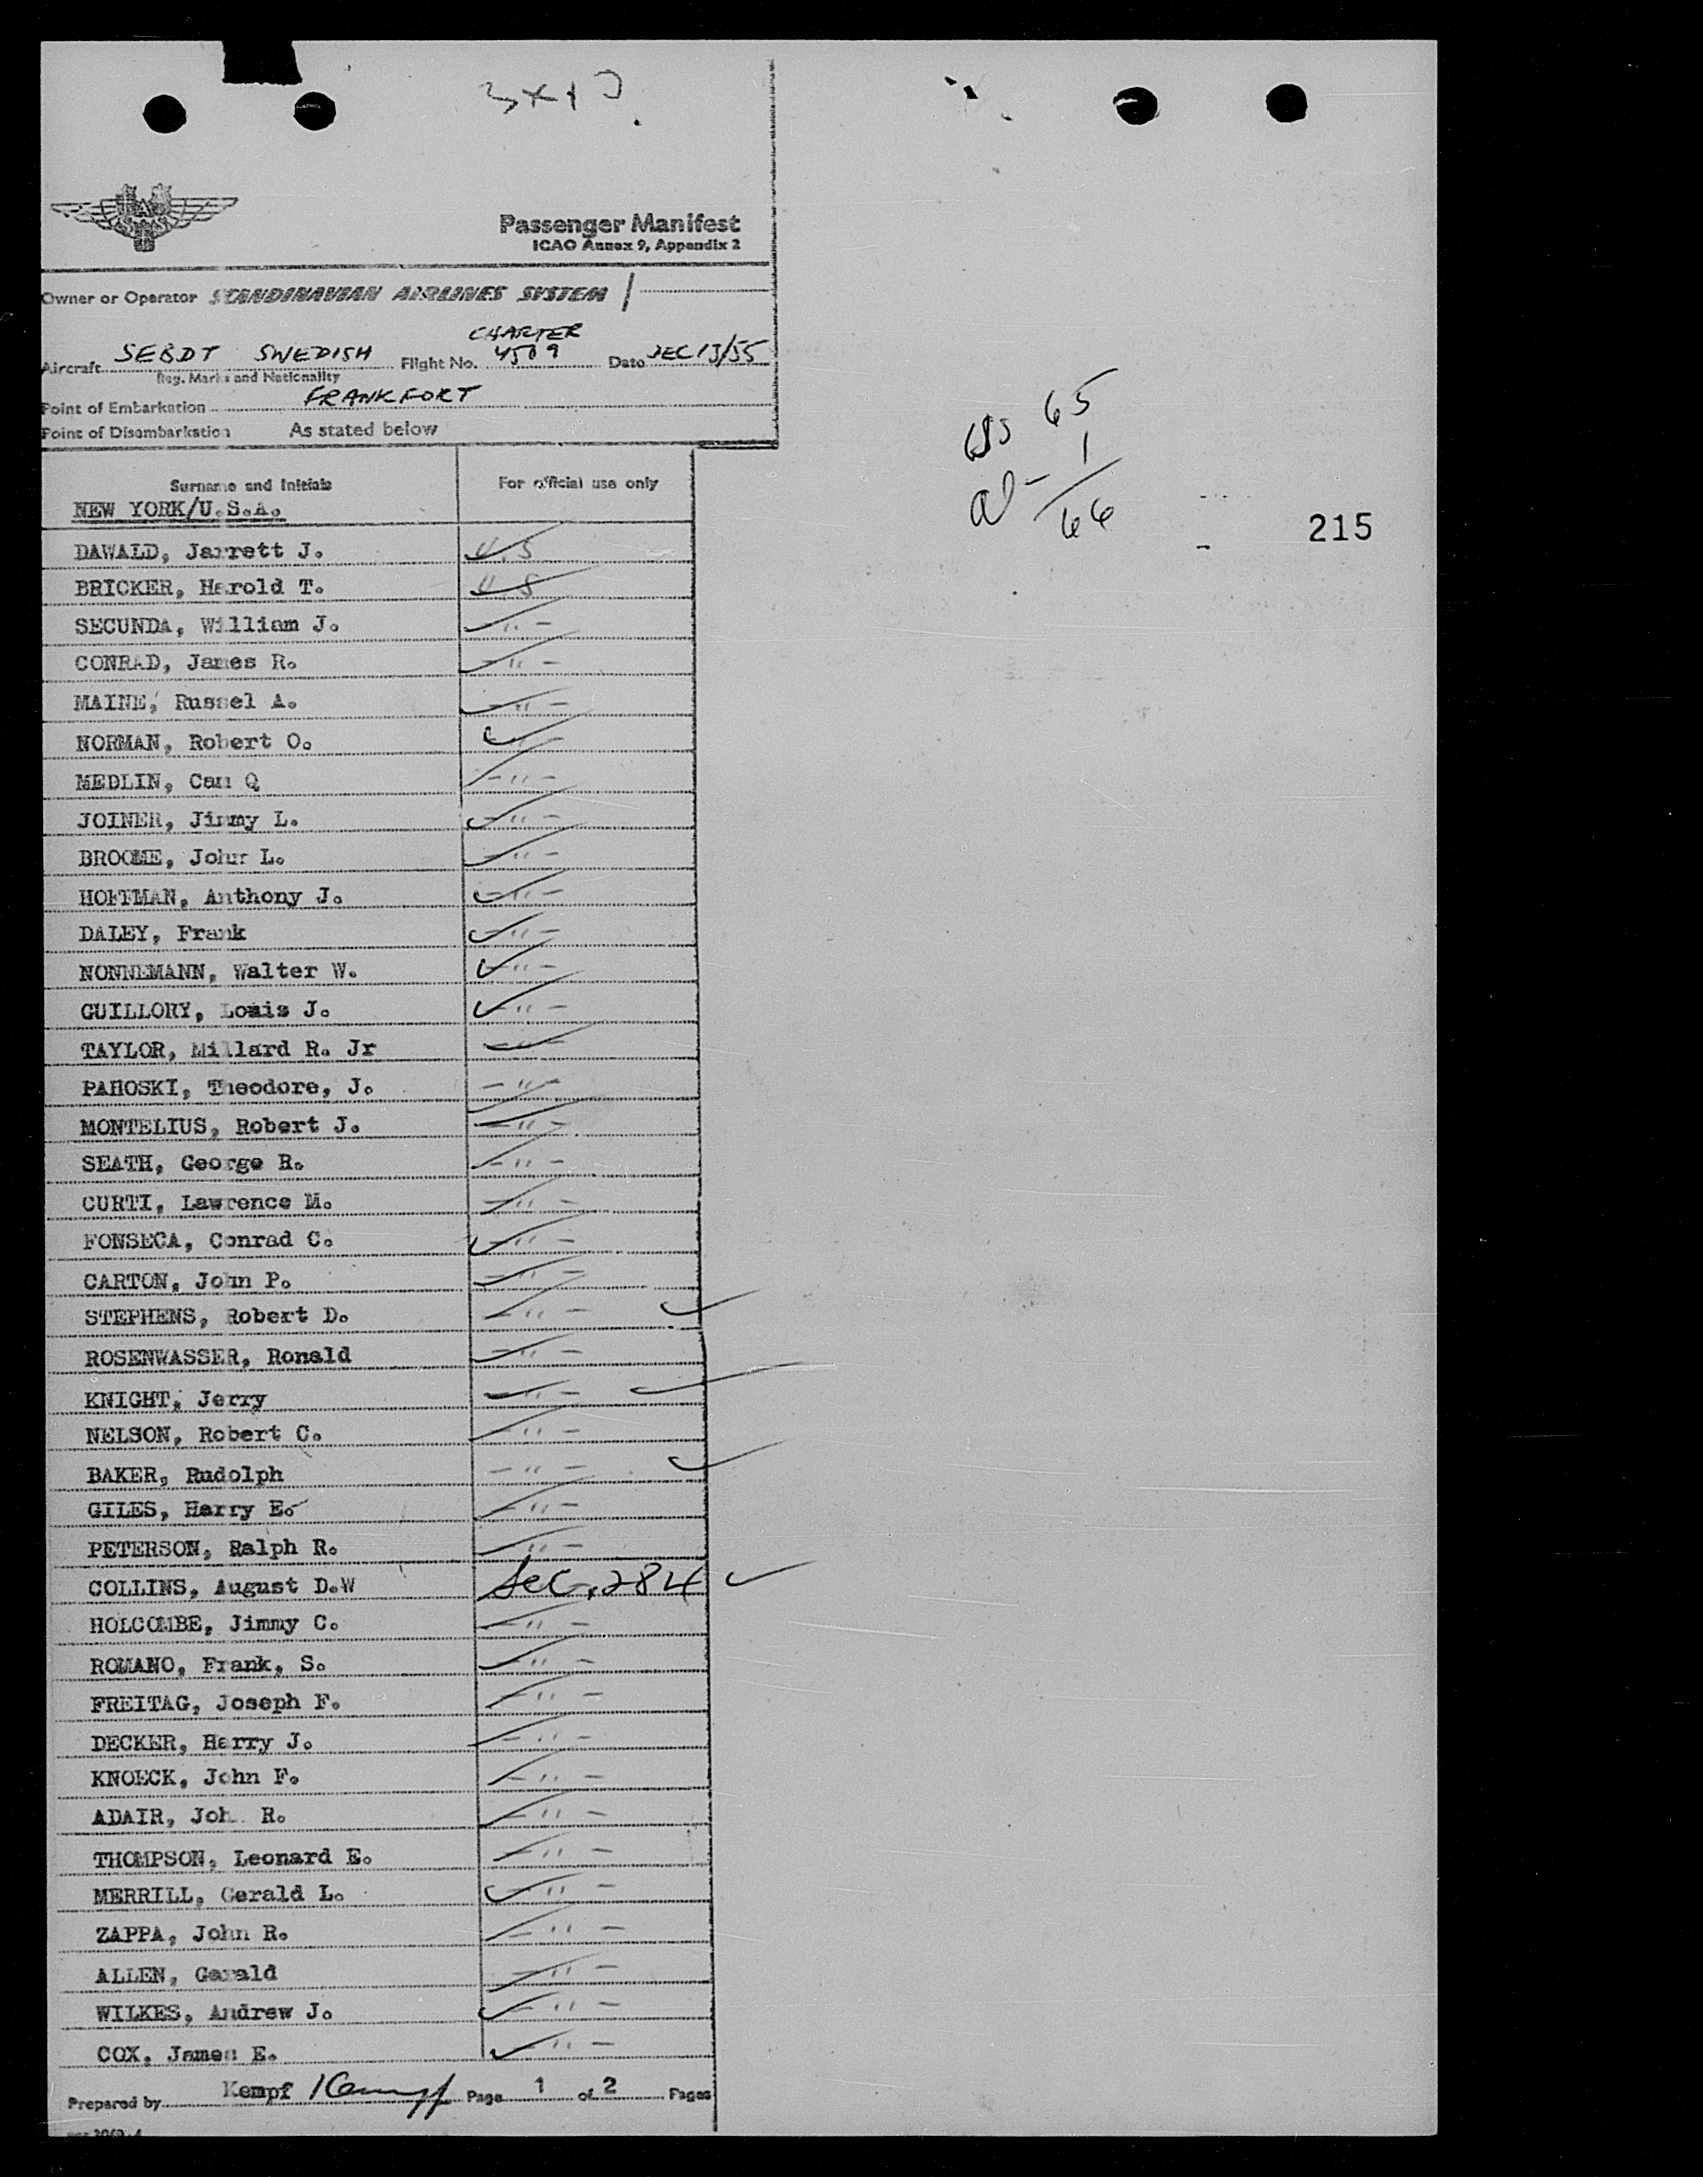 SAS
Passenger Manifest
ICAO Annex 9, Appendix 2
Owner or Operator SCANDINAVIAN AIRLINES SYSTEM
CHARTER
Aircraft SEBDT SWEDISH Flight No. 4509 Date DEC 13/55
Reg. Marks and Nationality
Point of Embarkation FRANKFORT
Point of Disembarkation As stated below
65
1
66
215
Surname and Initials For official use only
NEW YORK/U.S.A.
DAWALD, Jarrett J. U.S
BRICKER, Harold T. U S
SECUNDA, William J. - " -
CONRAD, James R. - " -
MAINE, Russel A. - " -
NORMAN, Robert O.
MEDLIN, Can Q - " -
JOINER, Jimmy L. - " -
BROOME, John L. - " -
HOFFMAN, Anthony J. - " -
DALEY, Frank - " -
NONNEMANN, Walter W. - " -
GUILLORY, Louis J. - " -
TAYLOR, Millard R. Jr - " -
PAHOSKI, Theodore, J. - " -
MONTELIUS, Robert J. - " -
SEATH, George R. - " -
CURTI, Lawrence M. - " -
FONSECA, Conrad C. - " -
CARTON, John P. - " -
STEPHENS, Robert D. - " -
ROSENWASSER, Ronald - " -
KNIGHT, Jerry - " -
NELSON, Robert C. - " -
BAKER, Rudolph - " -
GILES, Harry E. - " -
PETERSON, Ralph R. - " -
COLLINS, August D.W Sec. 284
HOLCOMBE, Jimmy C. - " -
ROMANO, Frank, S. - " -
FREITAG, Joseph F. - " -
DECKER, Harry J. - " -
KNOECK, John F. - " -
ADAIR, Joh. R. - " -
THOMPSON, Leonard E. - " -
MERRILL, Gerald L. - " -
ZAPPA, John R. - " -
ALLEN, Gerald - " -
WILKES, Andrew J. - " -
COX, James E. - " -
Prepared by Kempf Kempf Page 1 of 2 Pages